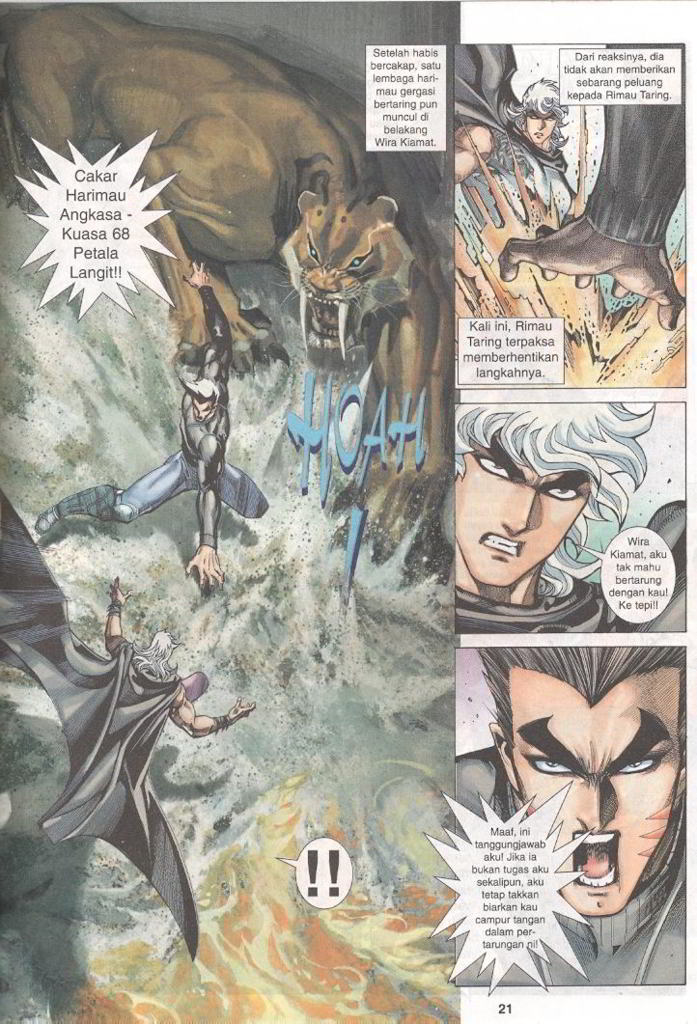 Setelah habis
bercakap, satu
lembaga hari-
mau gergasi
bertaring pun
muncul di
belakang
Wira Kiamat.
Cakar
Harimau
Angkasa -
Kuasa 68
Petala
Langit!!
HOAH
!
!!
Dari reaksinya, dia
tidak akan memberikan
sebarang peluang
kepada Rimau Taring.
Kali ini, Rimau
Taring terpaksa
memberhentikan
langkahnya.
Wira
Kiamat, aku
tak mahu
bertarung
dengan kau!
Ke tepi!!
Maaf, ini
tanggungjawab
aku! Jika ia
bukan tugas aku
sekalipun, aku
tetap takkan
biarkan kau
campur tangan
dalam per-
tarungan ni!
21